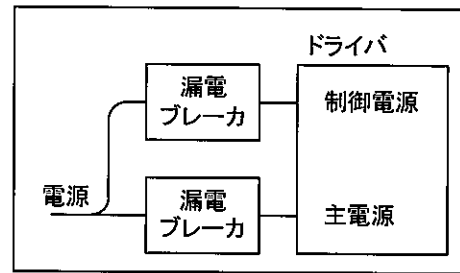 ドライバ
漏電
ブレーカ
制御電源
電源
漏電
ブレーカ
主電源